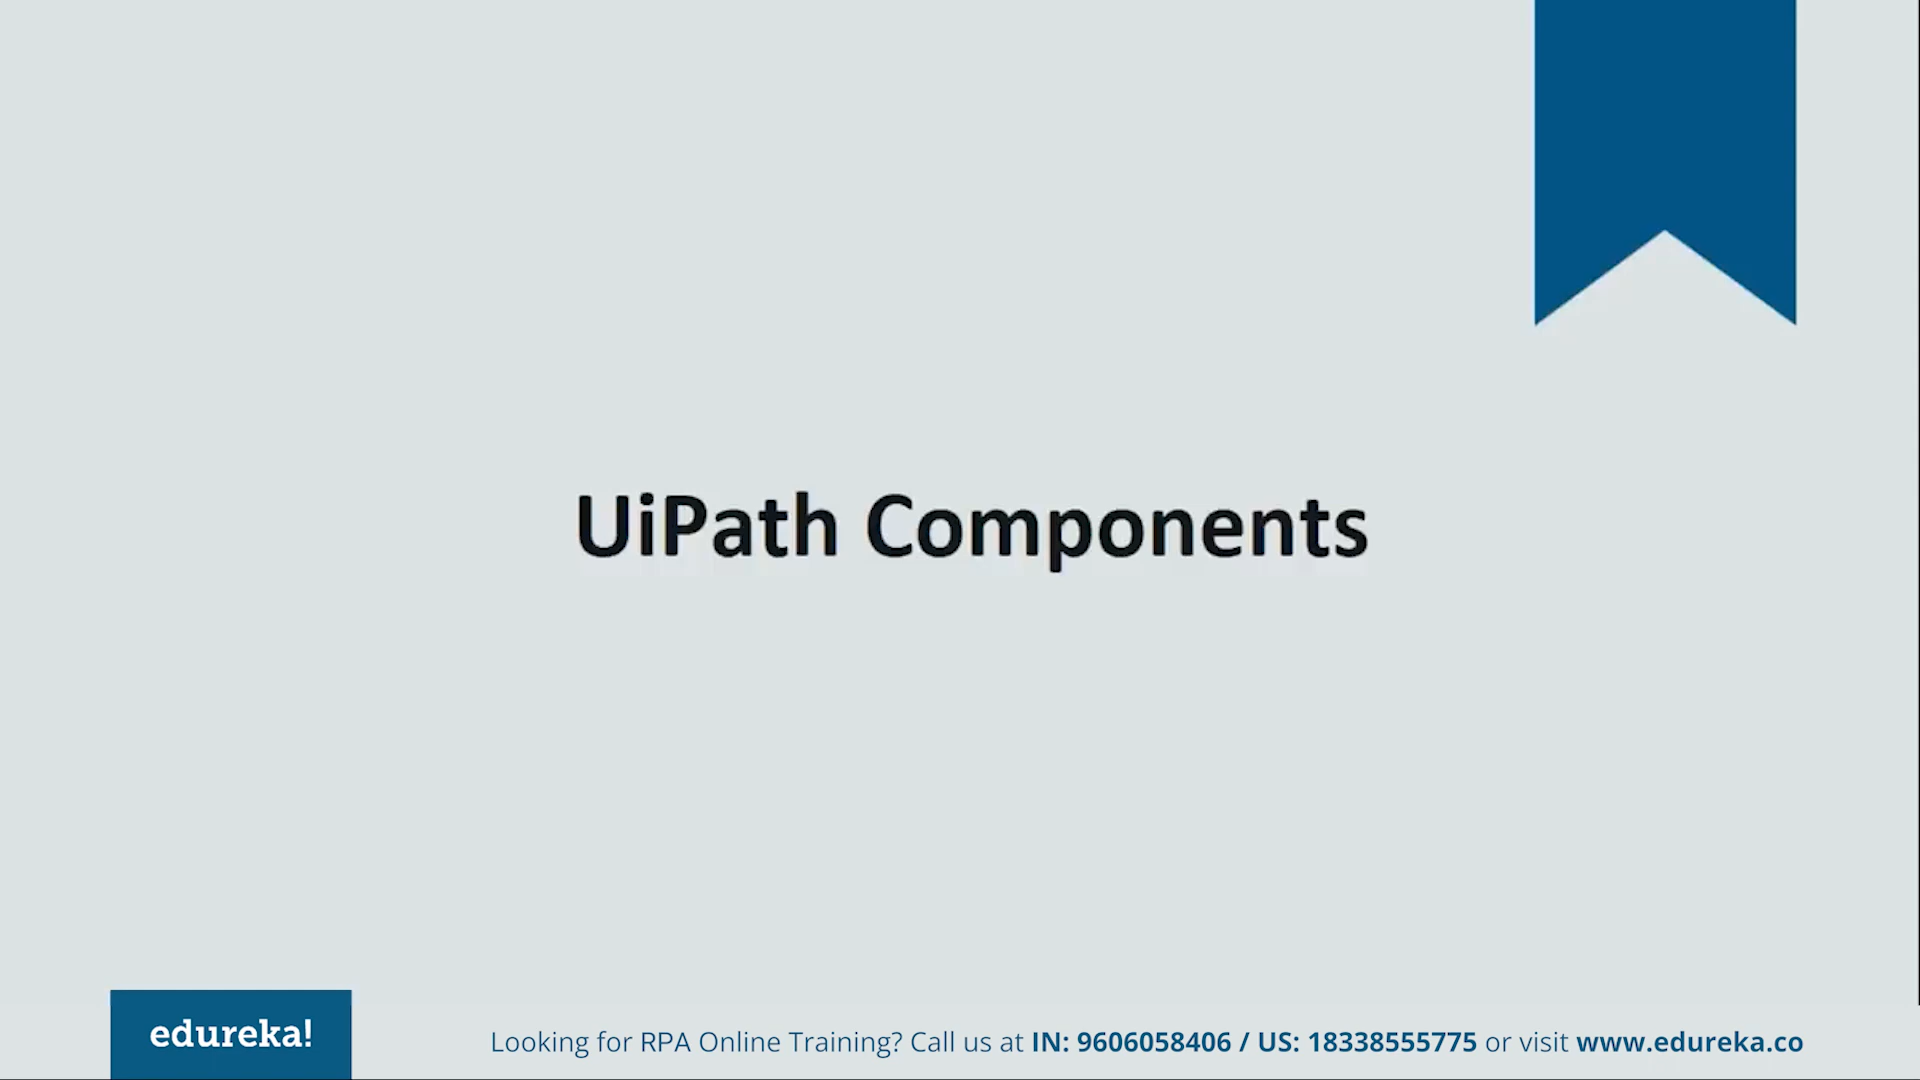 UiPath Components
edureka!
Looking for RPA Online Training? Call us at IN: 9606058406 / US: 18338555775 or visit www.edureka.co